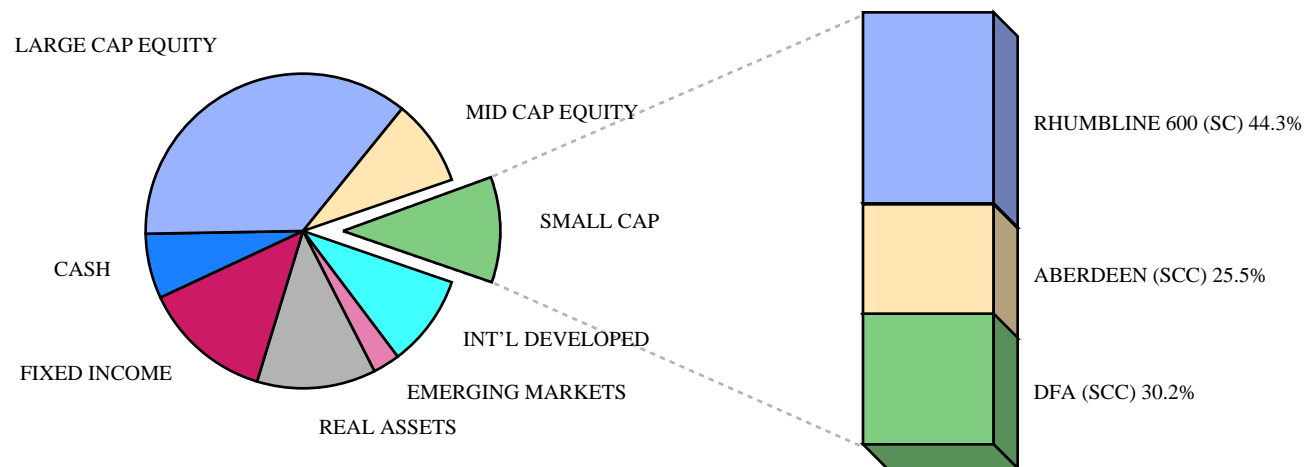 LARGE CAP EQUITY
MID CAP EQUITY
SMALL CAP
CASH
INT'L DEVELOPED
FIXED INCOME
EMERGING MARKETS
REAL ASSETS
RHUMBLINE 600 (SC) 44.3%
ABERDEEN (SCC) 25.5%
DFA (SCC) 30.2%